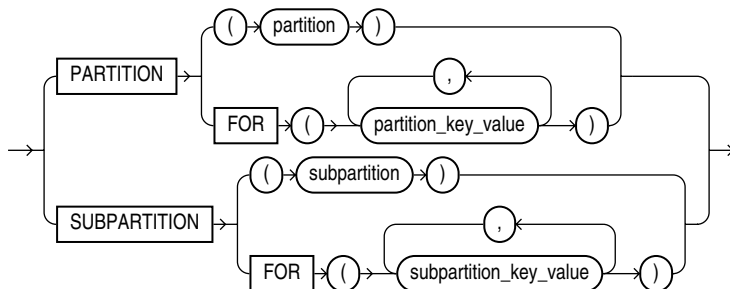 ( partition )
PARTITION
,
FOR ( partition_key_value )
( subpartition )
SUBPARTITION
,
FOR ( subpartition_key_value )